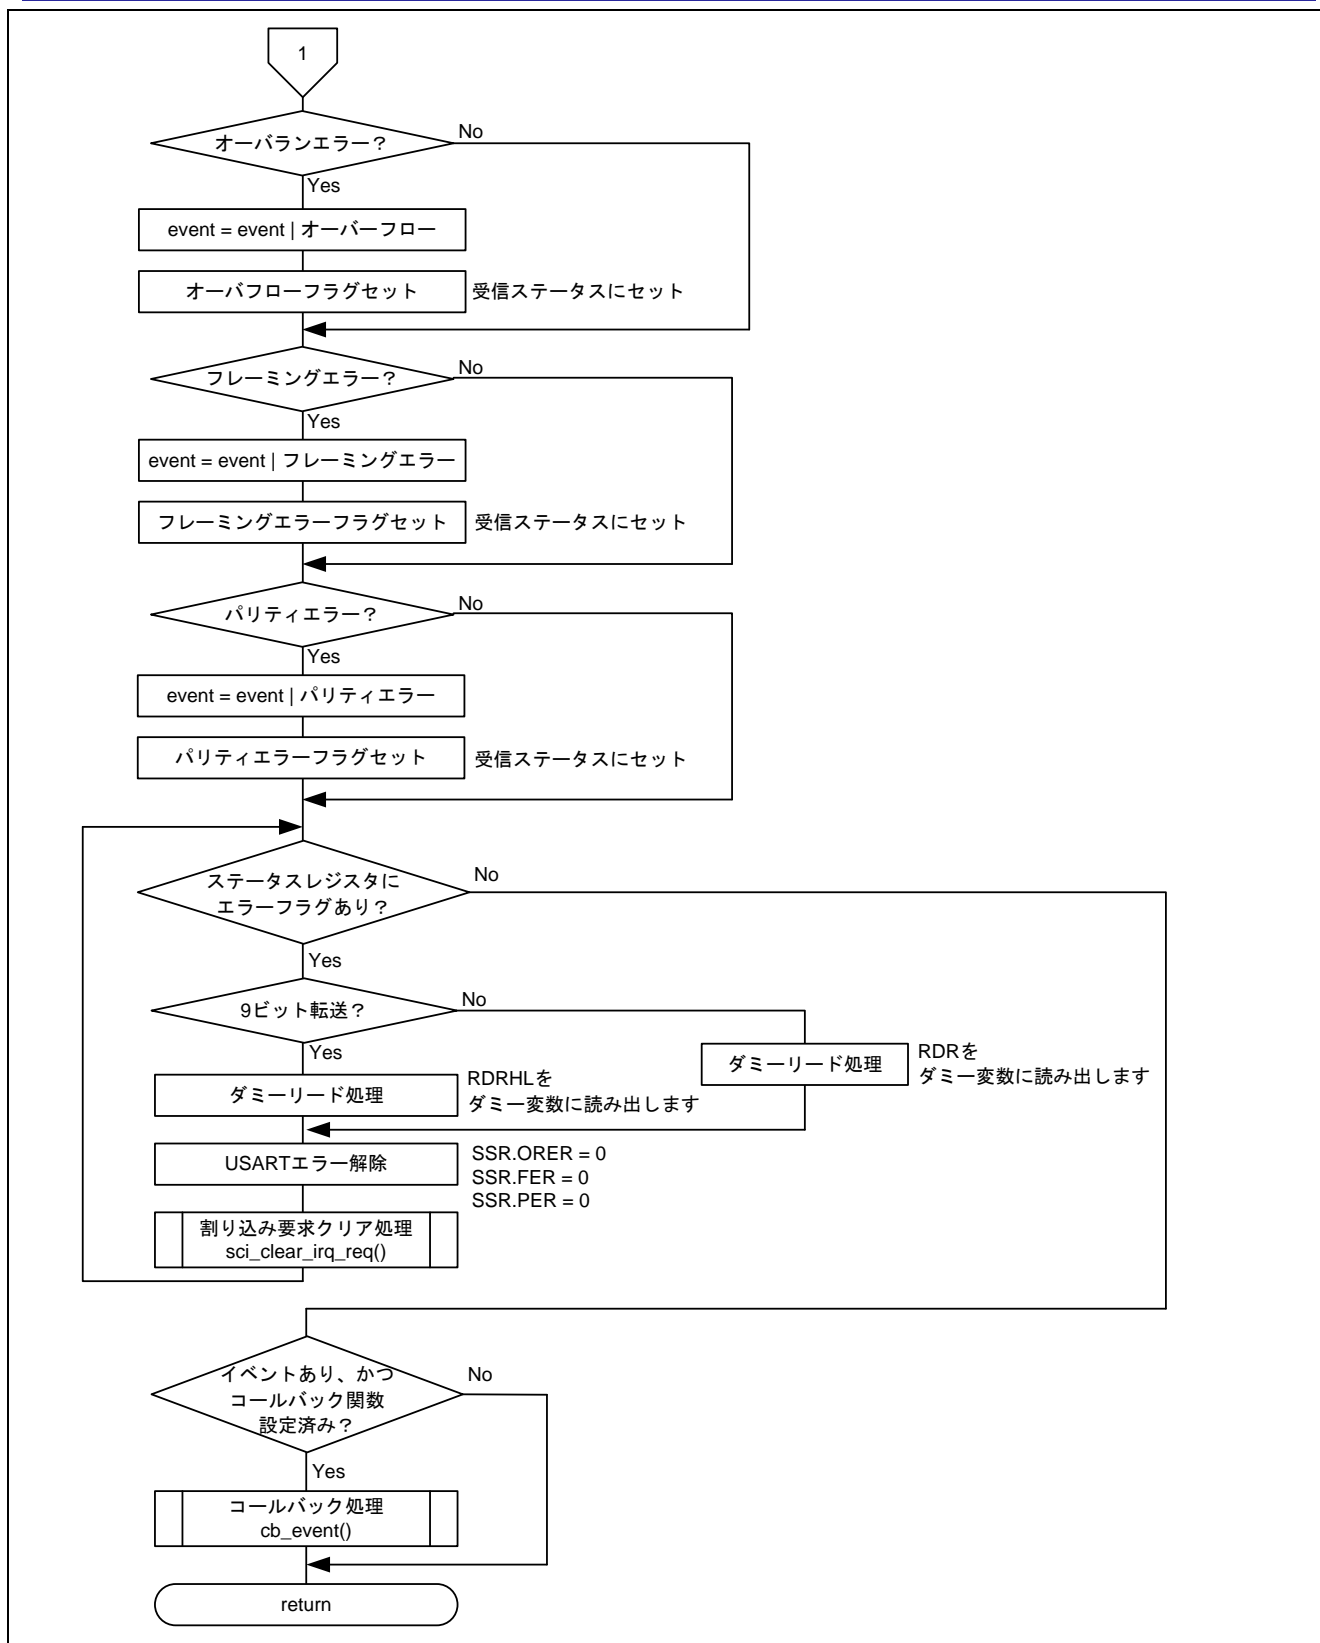 1
オーバランエラー？
No
Yes
event = event | オーバーフロー
オーバフローフラグセット
受信ステータスにセット
フレーミングエラー？
No
Yes
event = event | フレーミングエラー
フレーミングエラーフラグセット
受信ステータスにセット
パリティエラー？
No
Yes
event = event | パリティエラー
パリティエラーフラグセット
受信ステータスにセット
ステータスレジスタに
エラーフラグあり？
No
Yes
9ビット転送？
No
Yes
ダミーリード処理
RDRを
ダミー変数に読み出します
ダミーリード処理
RDRHLを
ダミー変数に読み出します
USARTエラー解除
SSR.ORER = 0
SSR.FER = 0
SSR.PER = 0
割り込み要求クリア処理
sci_clear_irq_req()
イベントあり、かつ
コールバック関数
設定済み？
No
Yes
コールバック処理
cb_event()
return